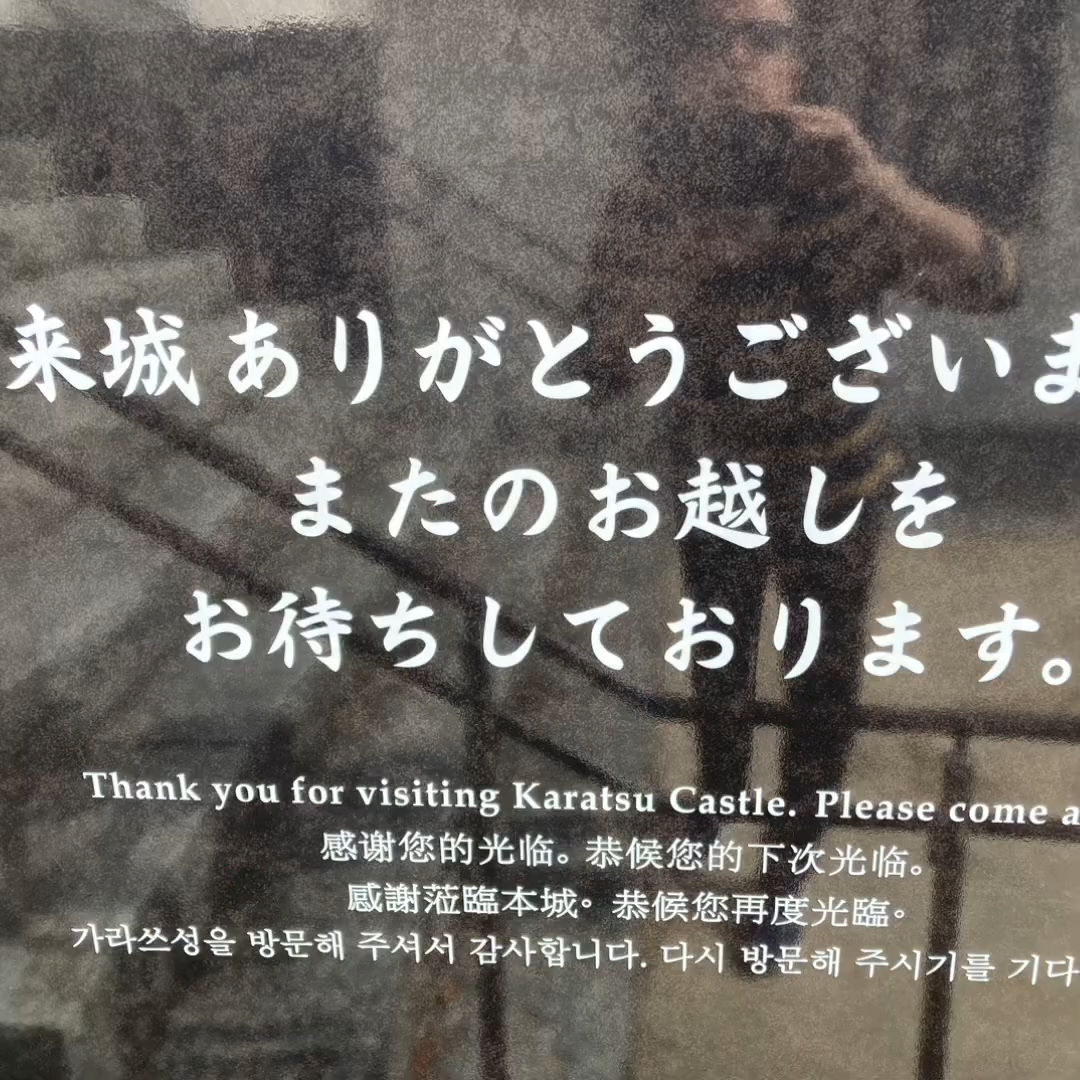 来城ありがとうございま
またのお越しを
お待ちしております。
Thank you for visiting Karatsu Castle. Please come a
感谢您的光临。恭候您的下次光临。
感謝蒞臨本城。恭候您再度光臨。
가라쓰성을 방문해 주셔서 감사합니다. 다시 방문해 주시기를 기다